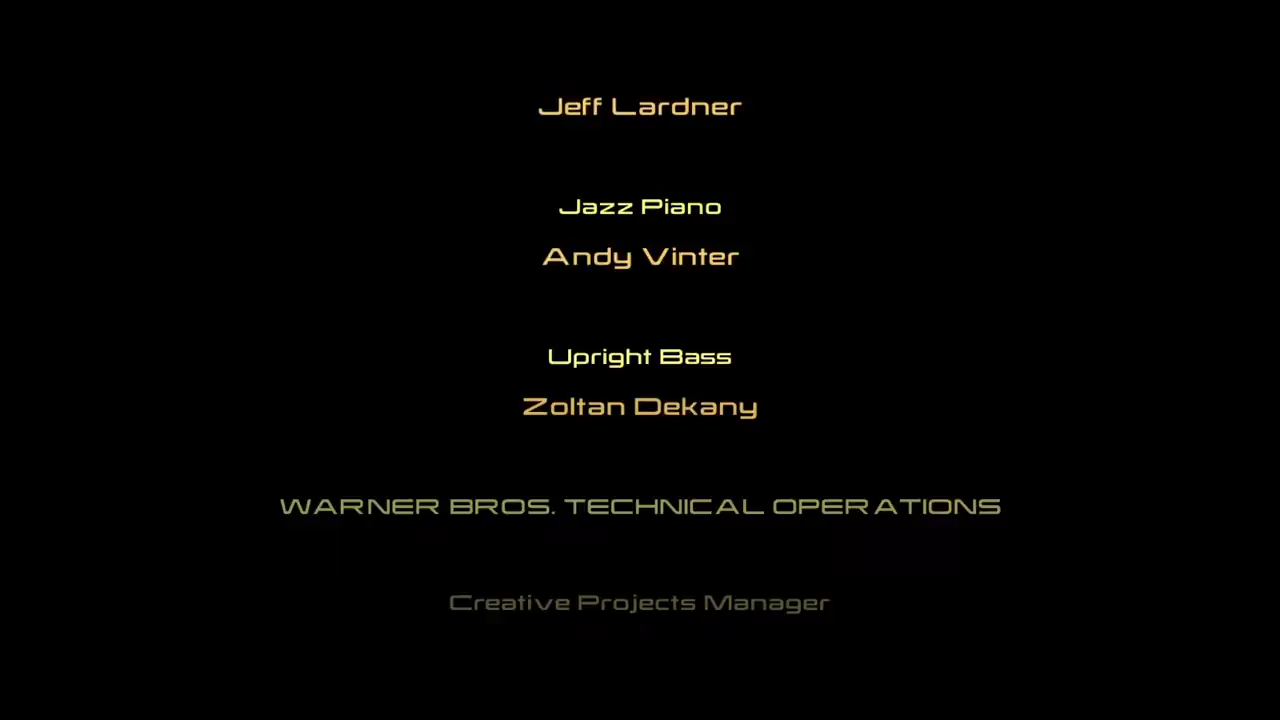 Jeff Lardner
Jazz Piano
Andy Vinter
Upright Bass
Zoltan Dekany
WARNER BROS. TECHNICAL OPERATIONS
Creative Projects Manager